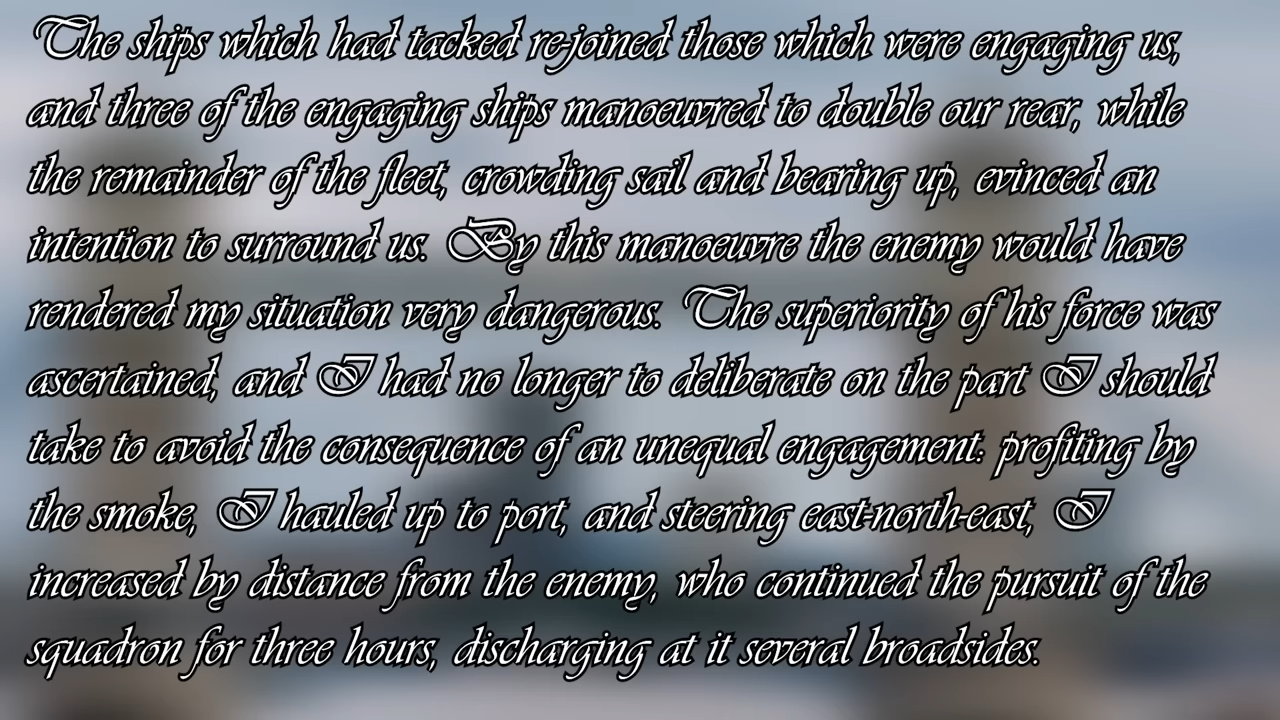 The ships which had tacked re-joined those which were engaging us,
and three of the engaging ships manoeuvred to double our rear, while
the remainder of the fleet, crowding sail and bearing up, evinced an
intention to surround us. By this manoeuvre the enemy would have
rendered my situation very dangerous. The superiority of his force was
ascertained, and I had no longer to deliberate on the part I should
take to avoid the consequence of an unequal engagement: profiting by
the smoke, I hauled up to port, and steering east-north-east, I
increased by distance from the enemy, who continued the pursuit of the
squadron for three hours, discharging at it several broadsides.